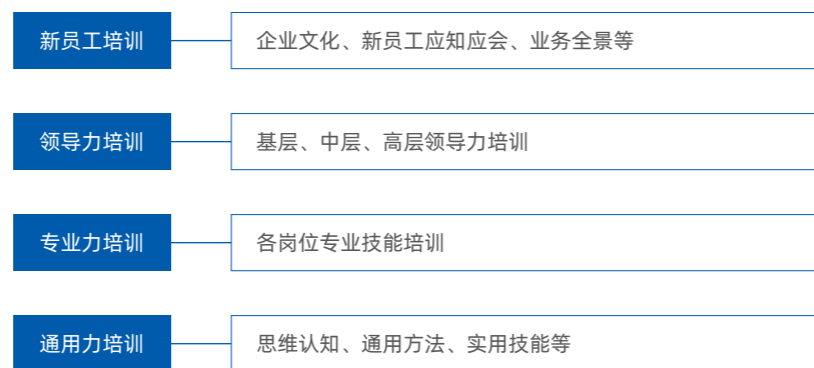 新员工培训
企业文化、新员工应知应会、业务全景等
领导力培训
基层、中层、高层领导力培训
专业力培训
各岗位专业技能培训
通用力培训
思维认知、通用方法、实用技能等